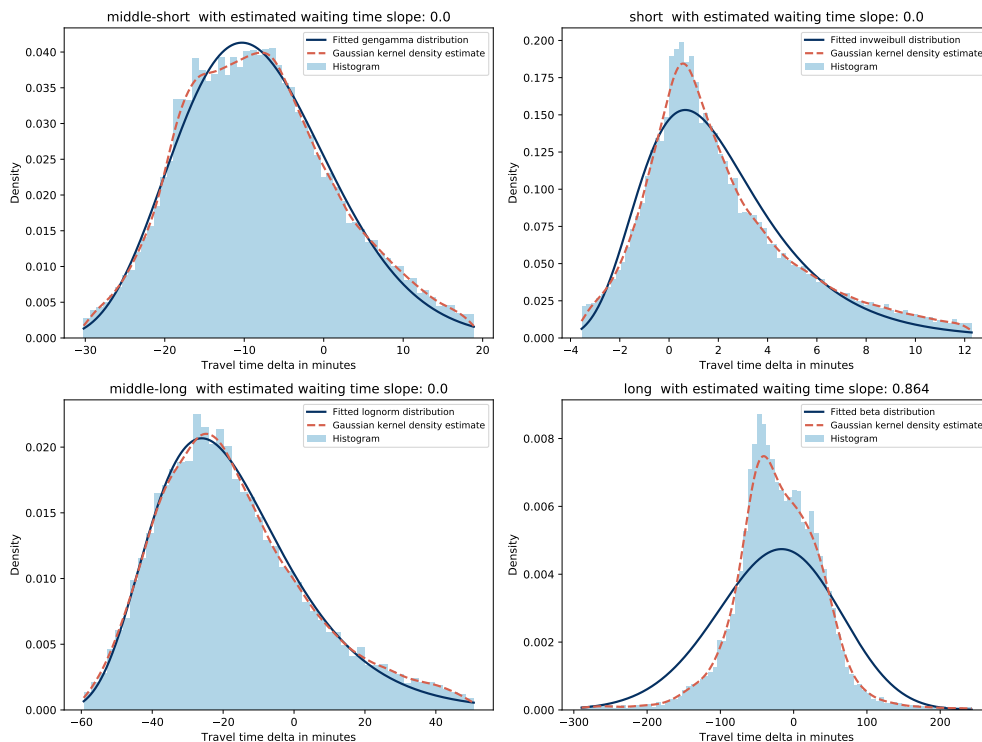 middle-short  with estimated waiting time slope: 0.0
Fitted gengamma distribution
Gaussian kernel density estimate
Histogram
0.040
0.035
0.030
0.025
0.020
0.015
0.010
0.005
0.000
Density
−30
−20
−10
0
10
20
Travel time delta in minutes
short  with estimated waiting time slope: 0.0
Fitted invweibull distribution
Gaussian kernel density estimate
Histogram
0.200
0.175
0.150
0.125
0.100
0.075
0.050
0.025
0.000
Density
−4
−2
0
2
4
6
8
10
12
Travel time delta in minutes
middle-long  with estimated waiting time slope: 0.0
Fitted lognorm distribution
Gaussian kernel density estimate
Histogram
0.020
0.015
0.010
0.005
0.000
Density
−60
−40
−20
0
20
40
Travel time delta in minutes
long  with estimated waiting time slope: 0.864
Fitted beta distribution
Gaussian kernel density estimate
Histogram
0.008
0.006
0.004
0.002
0.000
Density
−300
−200
−100
0
100
200
Travel time delta in minutes